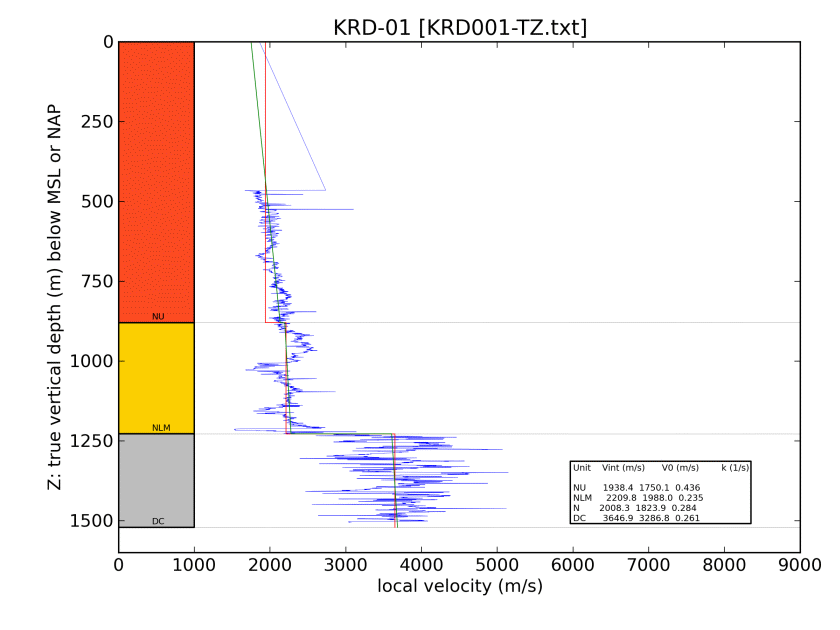 KRD-01 [KRD001-TZ.txt]
Z: true vertical depth (m) below MSL or NAP
0
250
500
750
1000
1250
1500
NU
NLM
DC
Unit Vint (m/s) V0 (m/s) k (1/s)
NU 1938.4 1750.1 0.436
NLM 2209.8 1988.0 0.235
N 2008.3 1823.9 0.284
DC 3646.9 3286.8 0.261
0 1000 2000 3000 4000 5000 6000 7000 8000 9000
local velocity (m/s)